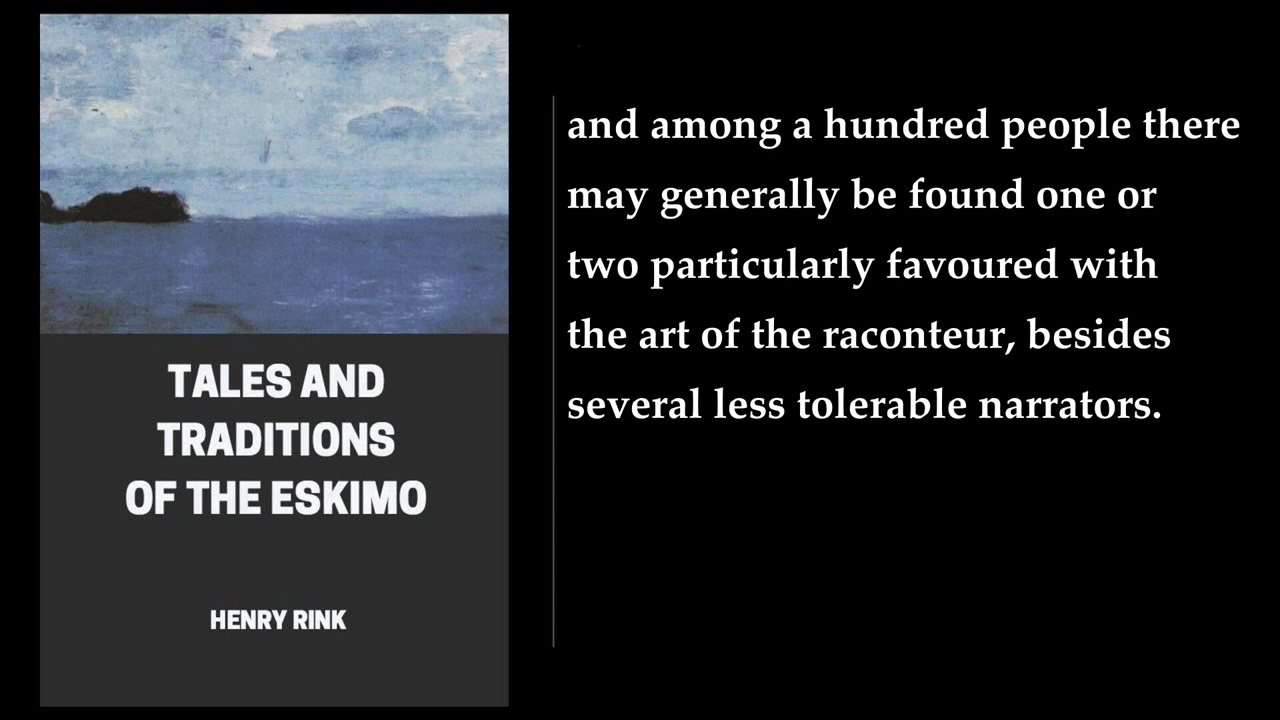 TALES AND
TRADITIONS
OF THE ESKIMO
HENRY RINK
and among a hundred people there
may generally be found one or
two particularly favoured with
the art of the raconteur, besides
several less tolerable narrators.